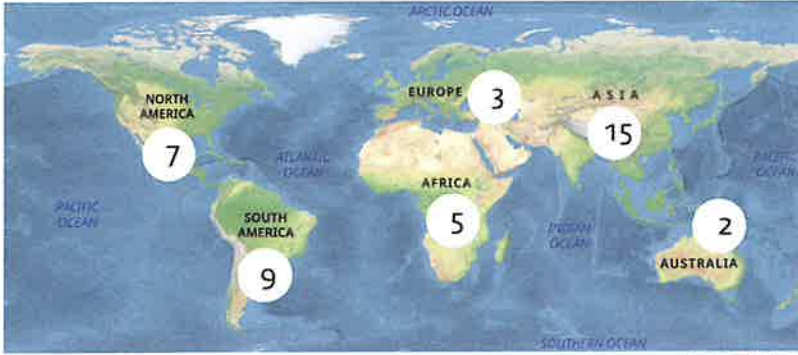 ARCTIC OCEAN
EUROPE
3
ASIA
NORTH
AMERICA
15
7
ATLANTIC
OCEAN
PACIFIC
OCEAN
AFRICA
PACIFIC
OCEAN
5
SOUTH
AMERICA
INDIAN
OCEAN
2
9
AUSTRALIA
SOUTHERN OCEAN